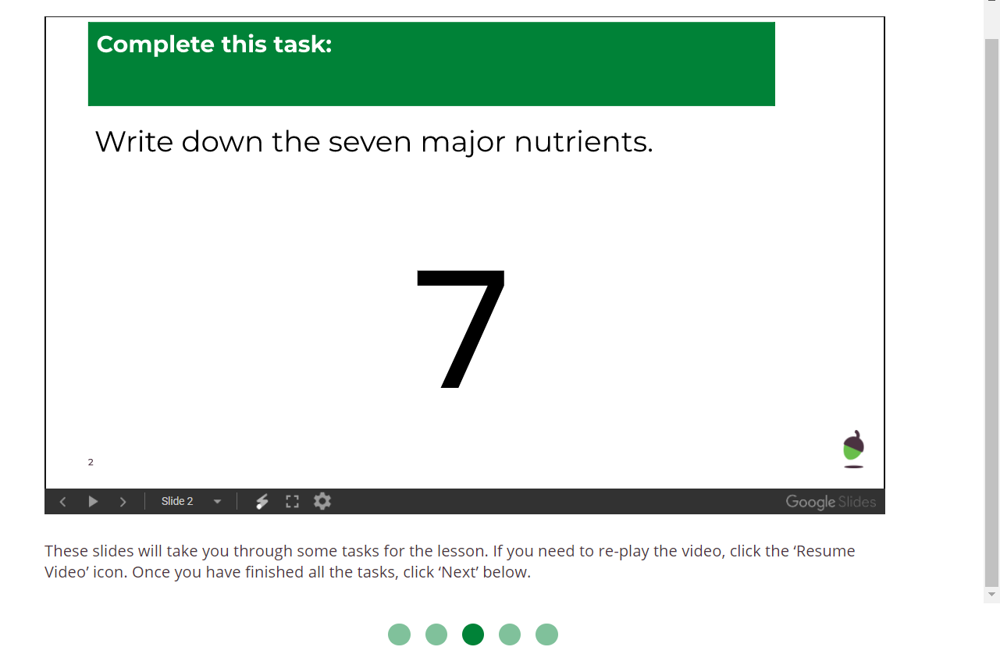 Complete this task:
Write down the seven major nutrients.
7
2
Slide 2
Google Slides
These slides will take you through some tasks for the lesson. If you need to re-play the video, click the ‘Resume
Video’ icon. Once you have finished all the tasks, click ‘Next’ below.